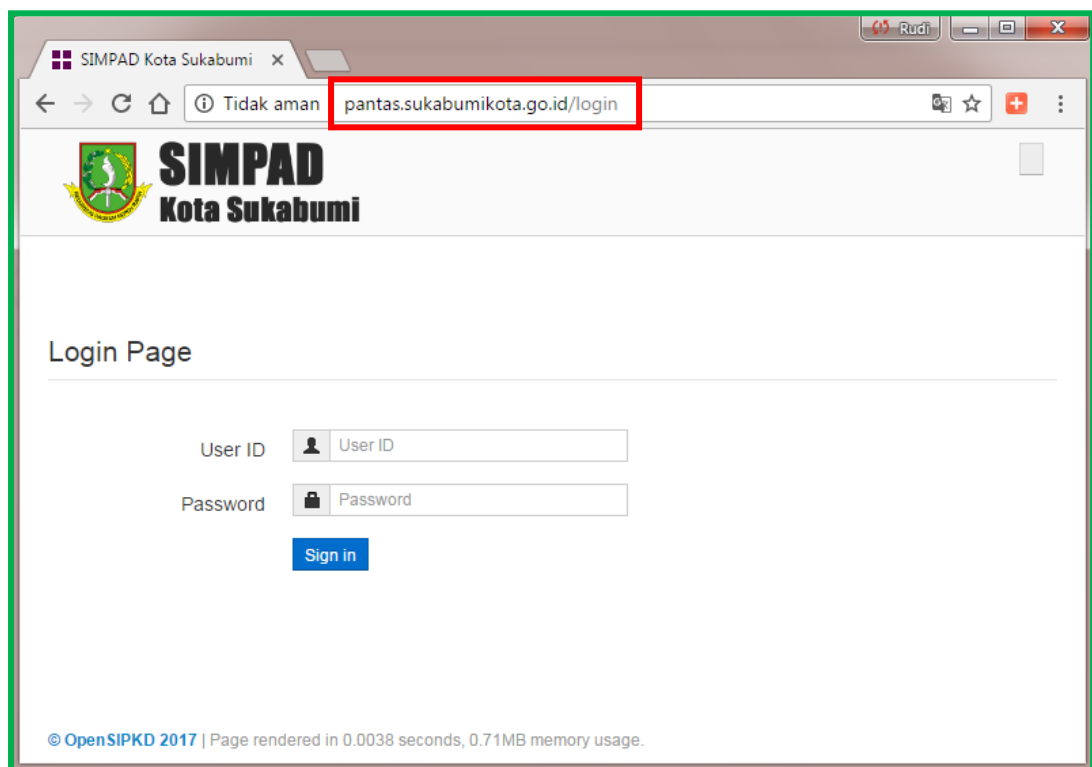 Rudi
SIMPAD Kota Sukabumi
Tidak aman pantas.sukabumikota.go.id/login
SIMPAD
Kota Sukabumi
Login Page
User ID User ID
Password Password
Sign in
© OpenSIPKD 2017 | Page rendered in 0.0038 seconds, 0.71MB memory usage.